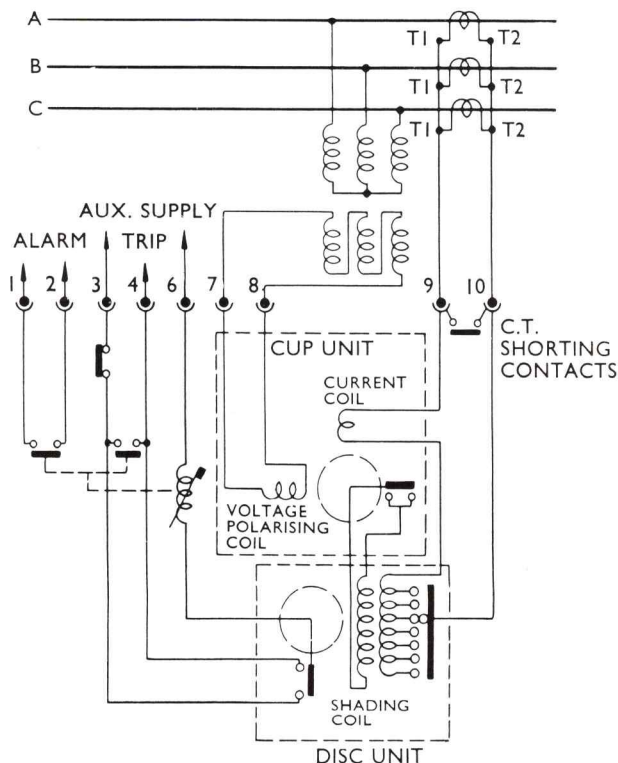 A
T1 T2
B
T1 T2
C
T1 T2
AUX. SUPPLY
ALARM TRIP
1 2 3 4 6 7 8 9 10
C.T.
SHORTING
CONTACTS
CUP UNIT
CURRENT
COIL
VOLTAGE
POLARISING
COIL
SHADING
COIL
DISC UNIT